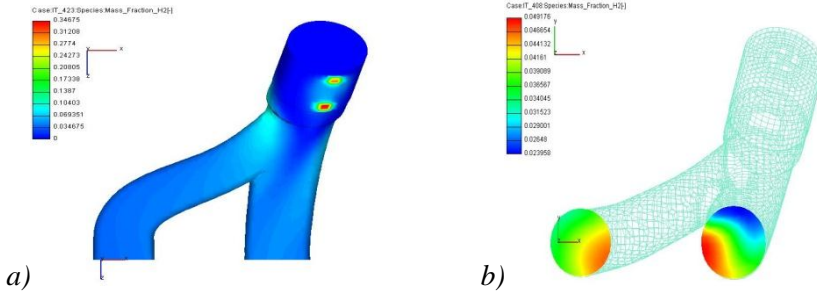 Case:IT_423:Species:Mass_Fraction_H2[-]
0.34675
0.31208
0.2774
0.24273
0.20805
0.17338
0.1387
0.10403
0.069351
0.034675
0
Y
x
z
a)
Case:IT_498:Species:Mass_Fraction_H2[-]
0.049176
0.046654
0.044132
0.04161
0.039089
0.036567
0.034045
0.031523
0.029001
0.02648
0.023958
y
x
b)